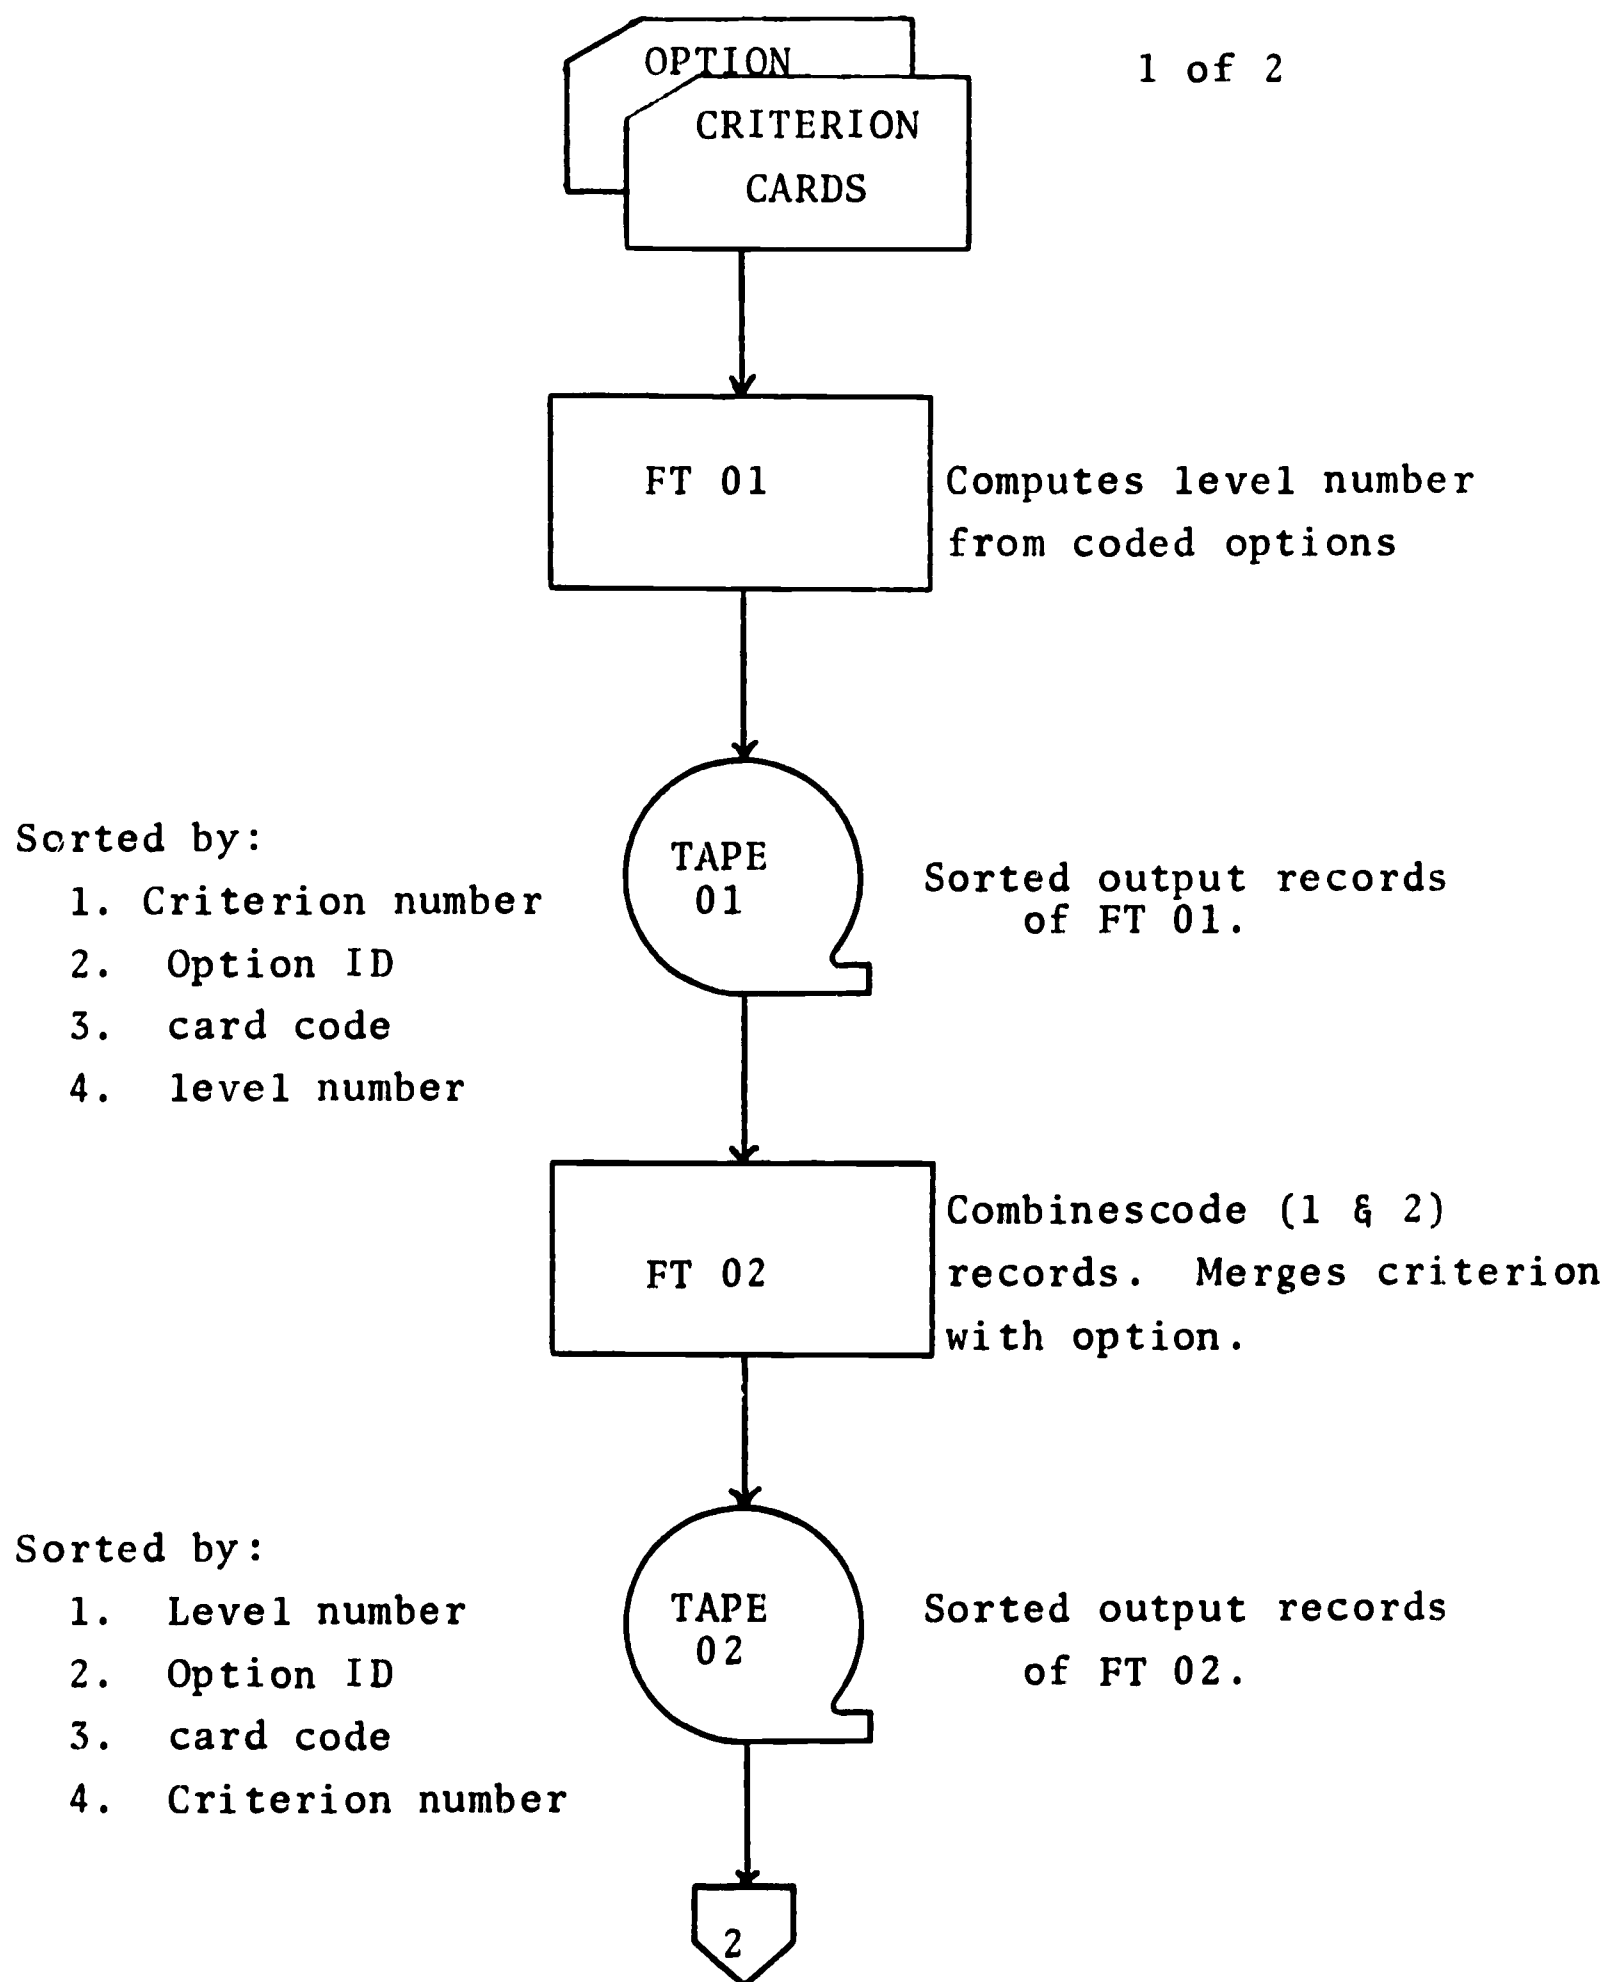 OPTION
1 of 2
CRITERION
CARDS
FT 01
Computes level number
from coded options
Sorted by:
1. Criterion number
2. Option ID
3. card code
4. level number
TAPE
01
Sorted output records
of FT 01.
FT 02
Combinescode (1 & 2)
records. Merges criterion
with option.
Sorted by:
1. Level number
2. Option ID
3. card code
4. Criterion number
TAPE
02
Sorted output records
of FT 02.
2